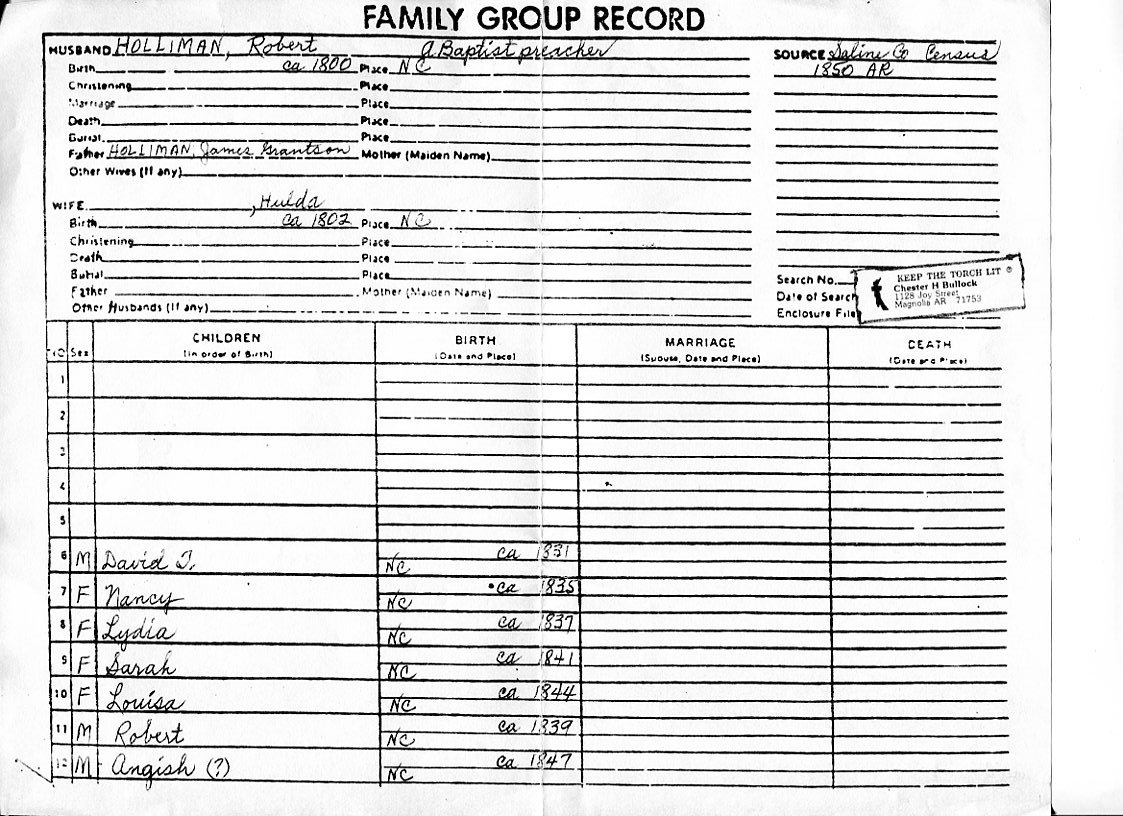 FAMILY GROUP RECORD
HUSBAND HOLLIMAN, Robert a Baptist preacher
Birth ca 1800 Place NC
Christening Place
Marriage Place
Death Place
Burial Place
Father HOLLIMAN, James Grantson Mother (Maiden Name)
Other Wives (If any)
SOURCE Saline Co Census
1850 AR
WIFE , Hulda
Birth ca 1802 Place NC
Christening Place
Death Place
Burial Place
Father Mother (Maiden Name)
Other Husbands (If any)
Search No.
Date of Search
Enclosure File
KEEP THE TORCH LIT ®
Chester H Bullock
1128 Joy Street
Magnolia AR 71753
NO Sex CHILDREN (In order of Birth) BIRTH (Date and Place) MARRIAGE (Spouse, Date and Place) DEATH (Date and Place)
1
2
3
4
5
6 M David T. ca 1831 NC
7 F Nancy ca 1835 NC
8 F Lydia ca 1837 NC
9 F Sarah ca 1841 NC
10 F Louisa ca 1844 NC
11 M Robert ca 1839 NC
12 M Angish (?) ca 1847 NC